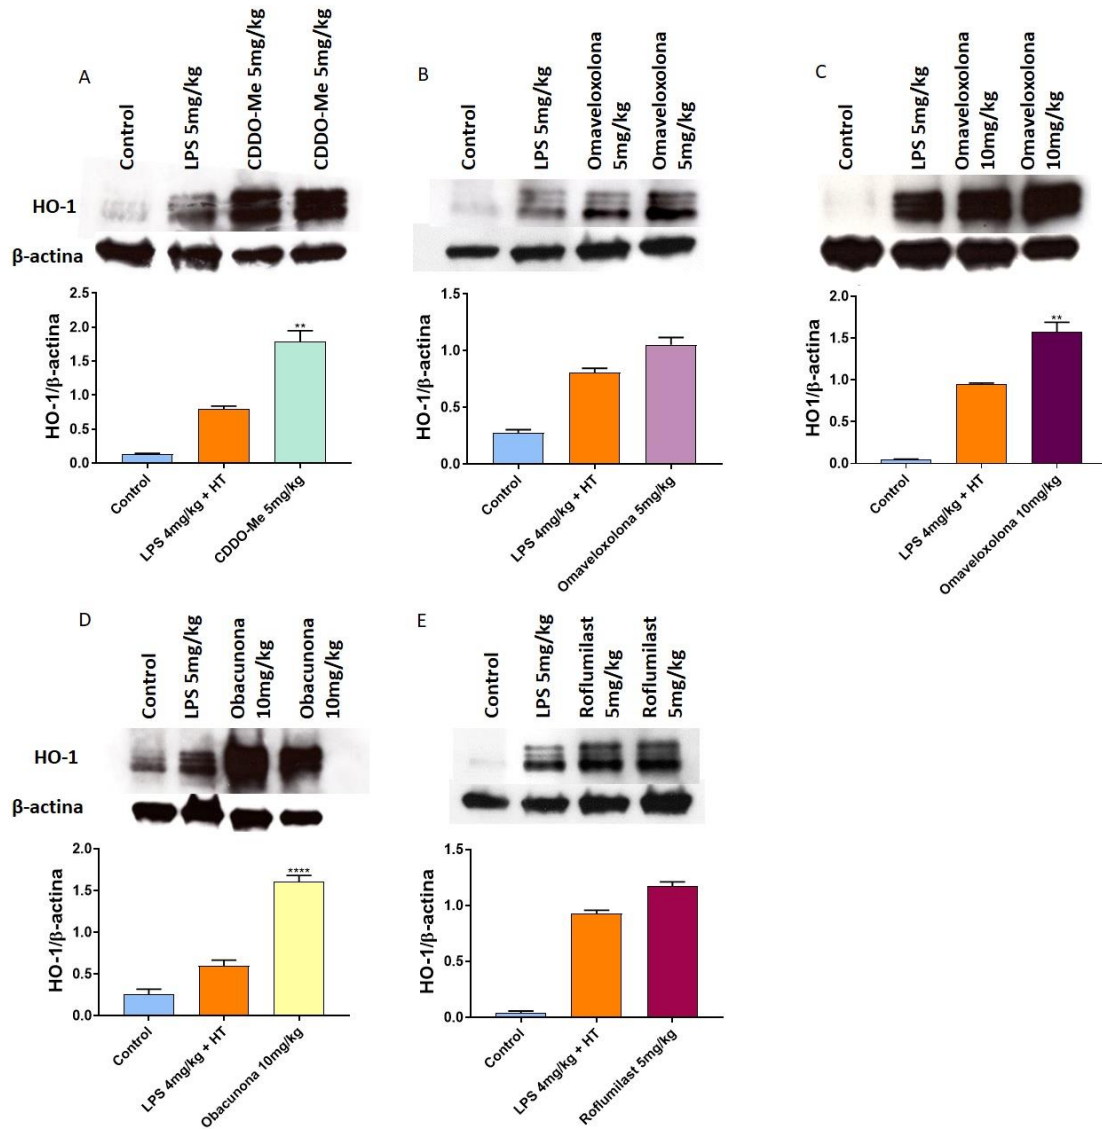 A
Control
LPS 5mg/kg
CDDO-Me 5mg/kg
CDDO-Me 5mg/kg
HO-1
β-actina
HO-1/β-actina
2.5
2.0
1.5
1.0
0.5
0.0
**
Control
LPS 4mg/kg + HT
CDDO-Me 5mg/kg
B
Control
LPS 5mg/kg
Omaveloxolona
5mg/kg
Omaveloxolona
5mg/kg
HO-1/β-actina
1.5
1.0
0.5
0.0
Control
LPS 4mg/kg + HT
Omaveloxolona 5mg/kg
C
Control
LPS 5mg/kg
Omaveloxolona
10mg/kg
Omaveloxolona
10mg/kg
HO1/β-actina
2.0
1.5
1.0
0.5
0.0
**
Control
LPS 4mg/kg + HT
Omaveloxolona 10mg/kg
D
Control
LPS 5mg/kg
Obacunona
10mg/kg
Obacunona
10mg/kg
HO-1
β-actina
HO-1/β-actina
2.0
1.5
1.0
0.5
0.0
****
Control
LPS 4mg/kg + HT
Obacunona 10mg/kg
E
Control
LPS 5mg/kg
Roflumilast
5mg/kg
Roflumilast
5mg/kg
HO-1/β-actina
1.5
1.0
0.5
0.0
Control
LPS 4mg/kg + HT
Roflumilast 5mg/kg